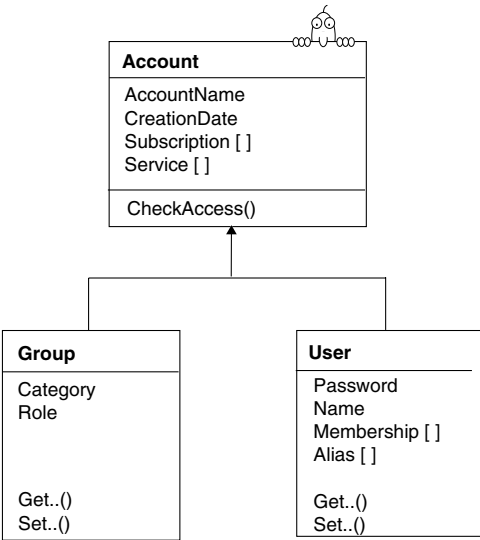 Account
AccountName
CreationDate
Subscription [ ]
Service [ ]
CheckAccess()
Group
Category
Role
Get..()
Set..()
User
Password
Name
Membership [ ]
Alias [ ]
Get..()
Set..()